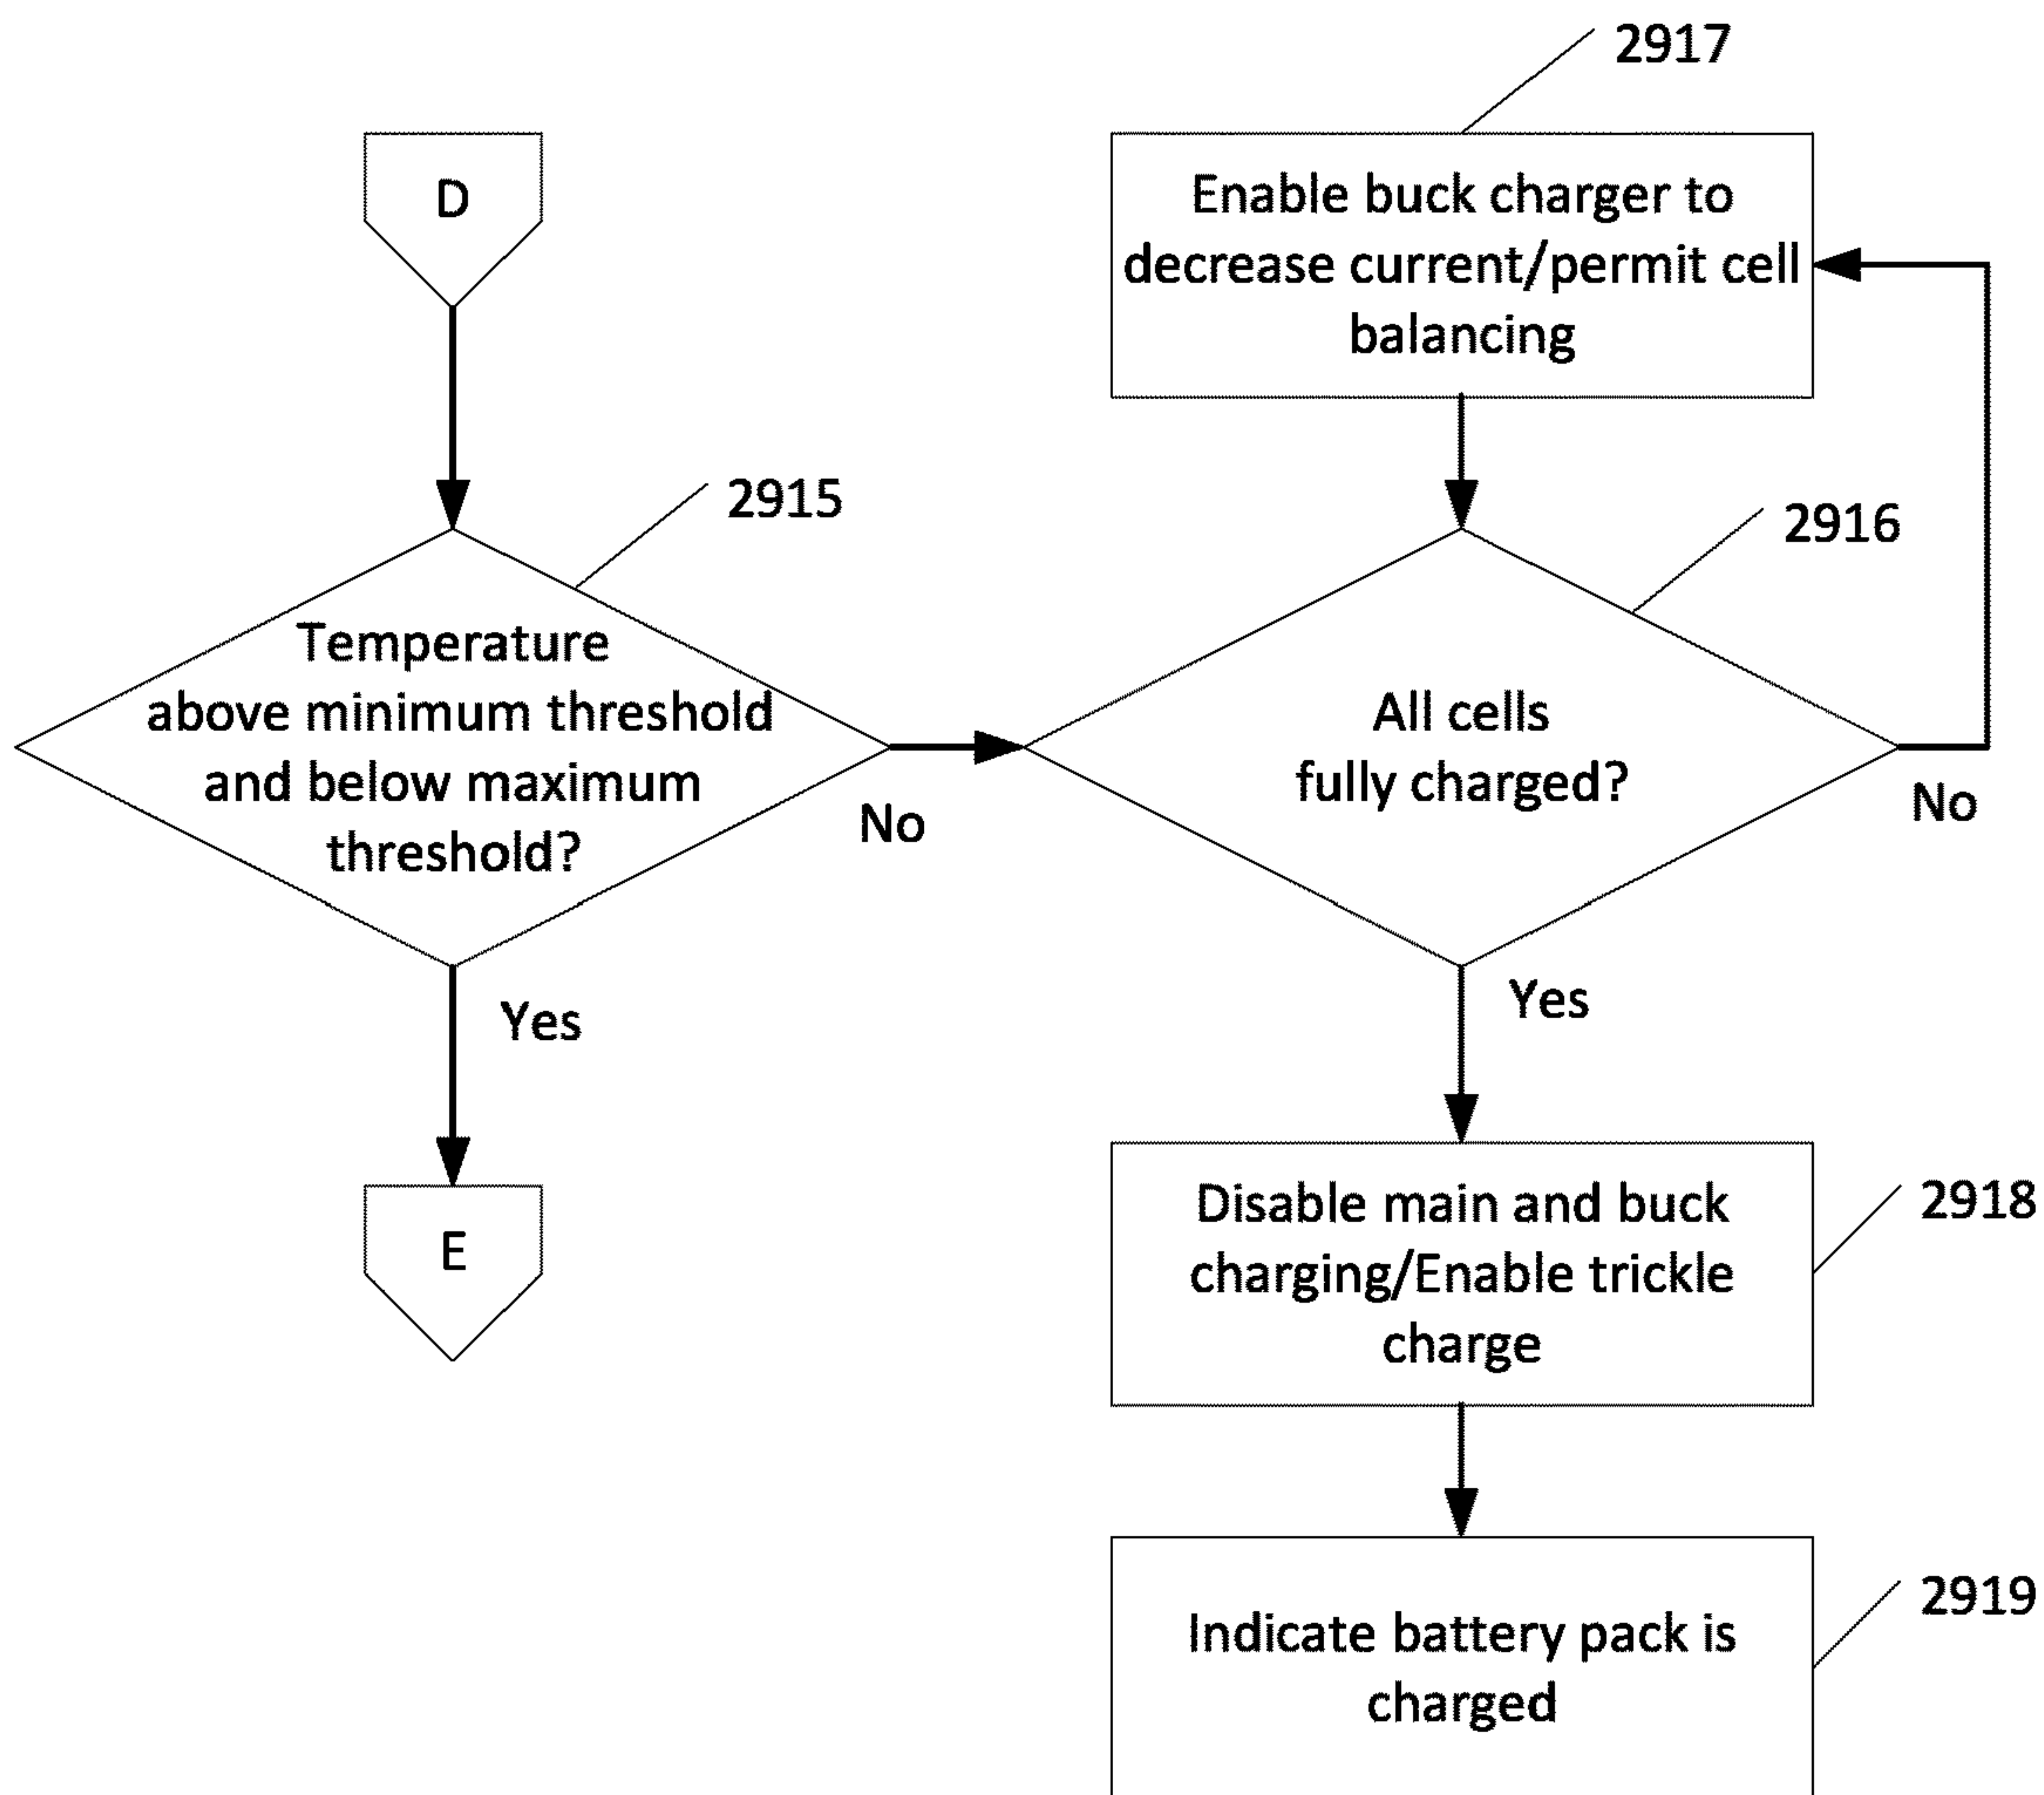 2917
D
Enable buck charger to
decrease current/permit cell
balancing
2915
2916
Temperature
above minimum threshold
and below maximum
threshold?
No
All cells
fully charged?
No
Yes
Yes
E
Disable main and buck
charging/Enable trickle
charge
2918
Indicate battery pack is
charged
2919